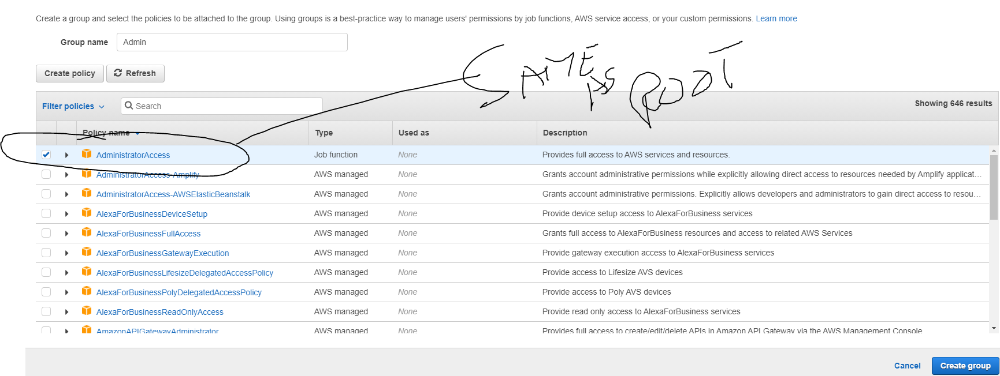 Create a group and select the policies to be attached to the group. Using groups is a best-practice way to manage users' permissions by job functions, AWS service access, or your custom permissions. Learn more
Group name Admin
Create policy Refresh
SAME AS ROOT
Filter policies Search Showing 646 results
Policy name Type Used as Description
AdministratorAccess Job function None Provides full access to AWS services and resources.
AdministratorAccess-Amplify AWS managed None Grants account administrative permissions while explicitly allowing direct access to resources needed by Amplify applicat…
AdministratorAccess-AWSElasticBeanstalk AWS managed None Grants account administrative permissions. Explicitly allows developers and administrators to gain direct access to resou…
AlexaForBusinessDeviceSetup AWS managed None Provide device setup access to AlexaForBusiness services
AlexaForBusinessFullAccess AWS managed None Grants full access to AlexaForBusiness resources and access to related AWS Services
AlexaForBusinessGatewayExecution AWS managed None Provide gateway execution access to AlexaForBusiness services
AlexaForBusinessLifesizeDelegatedAccessPolicy AWS managed None Provide access to Lifesize AVS devices
AlexaForBusinessPolyDelegatedAccessPolicy AWS managed None Provide access to Poly AVS devices
AlexaForBusinessReadOnlyAccess AWS managed None Provide read only access to AlexaForBusiness services
AmazonAPIGatewayAdministrator AWS managed None Provides full access to create/edit/delete APIs in Amazon API Gateway via the AWS Management Console
Cancel Create group